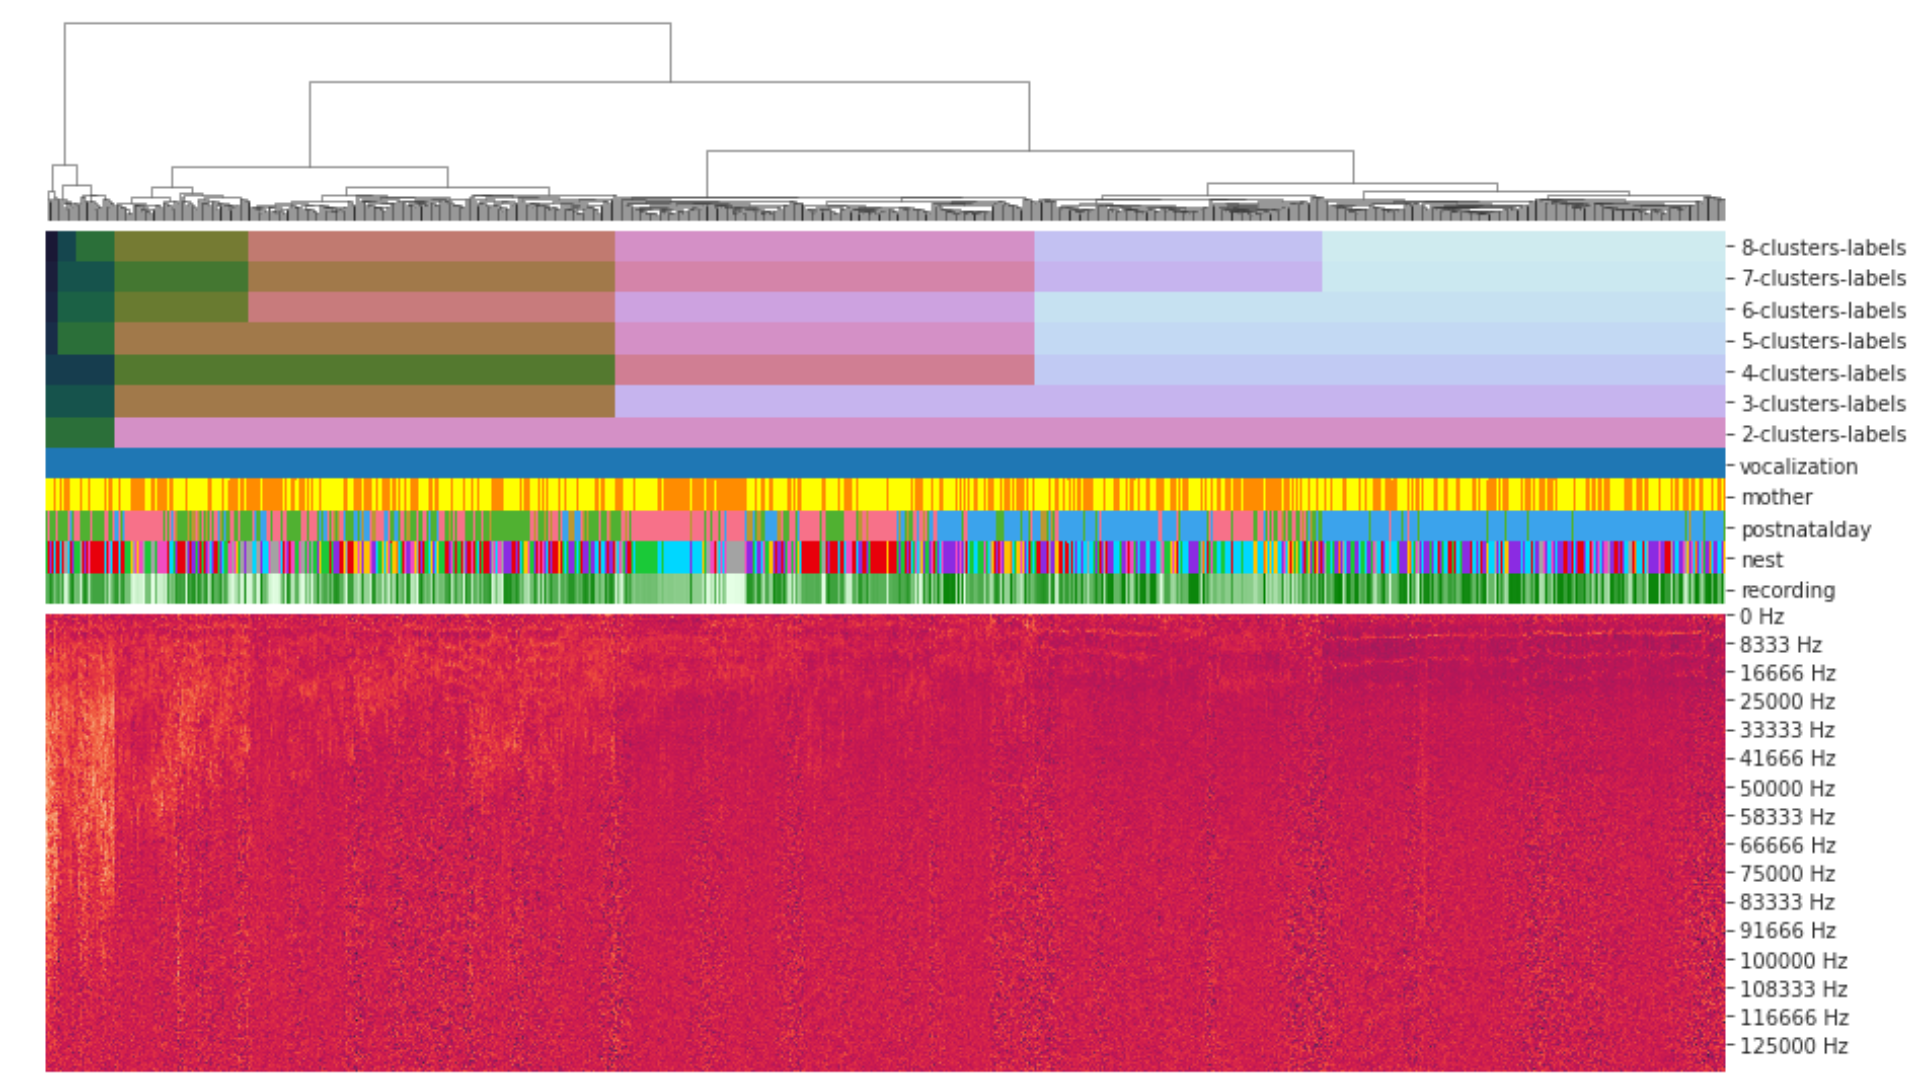 8-clusters-labels
7-clusters-labels
6-clusters-labels
5-clusters-labels
4-clusters-labels
3-clusters-labels
2-clusters-labels
vocalization
mother
postnatalday
nest
recording
0 Hz
8333 Hz
16666 Hz
25000 Hz
33333 Hz
41666 Hz
50000 Hz
58333 Hz
66666 Hz
75000 Hz
83333 Hz
91666 Hz
100000 Hz
108333 Hz
116666 Hz
125000 Hz